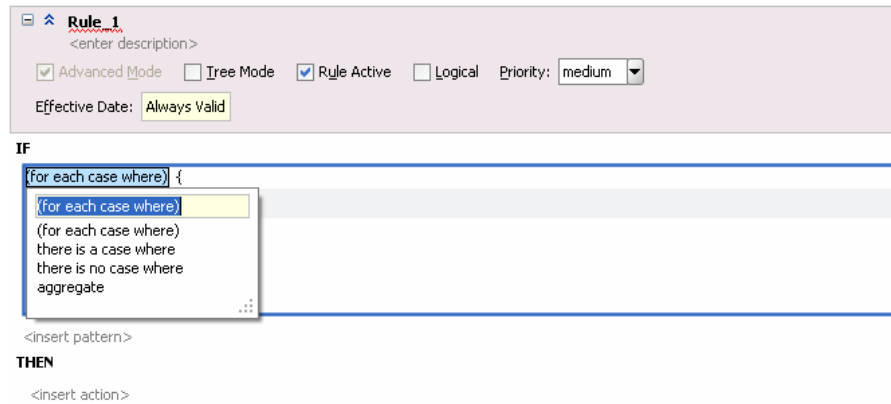 Rule_1
<enter description>
Advanced Mode Tree Mode Rule Active Logical Priority: medium
Effective Date: Always Valid
IF
(for each case where) {
(for each case where)
(for each case where)
there is a case where
there is no case where
aggregate
<insert pattern>
THEN
<insert action>